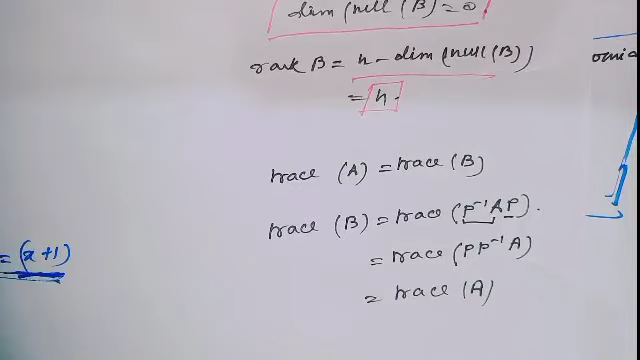 dim (null (B) = 0
rank B = n - dim (null (B))
= n.
trace (A) = trace (B)
trace (B) = trace (P⁻¹AP).
= trace (PP⁻¹A)
= trace (A)
= (x+1)